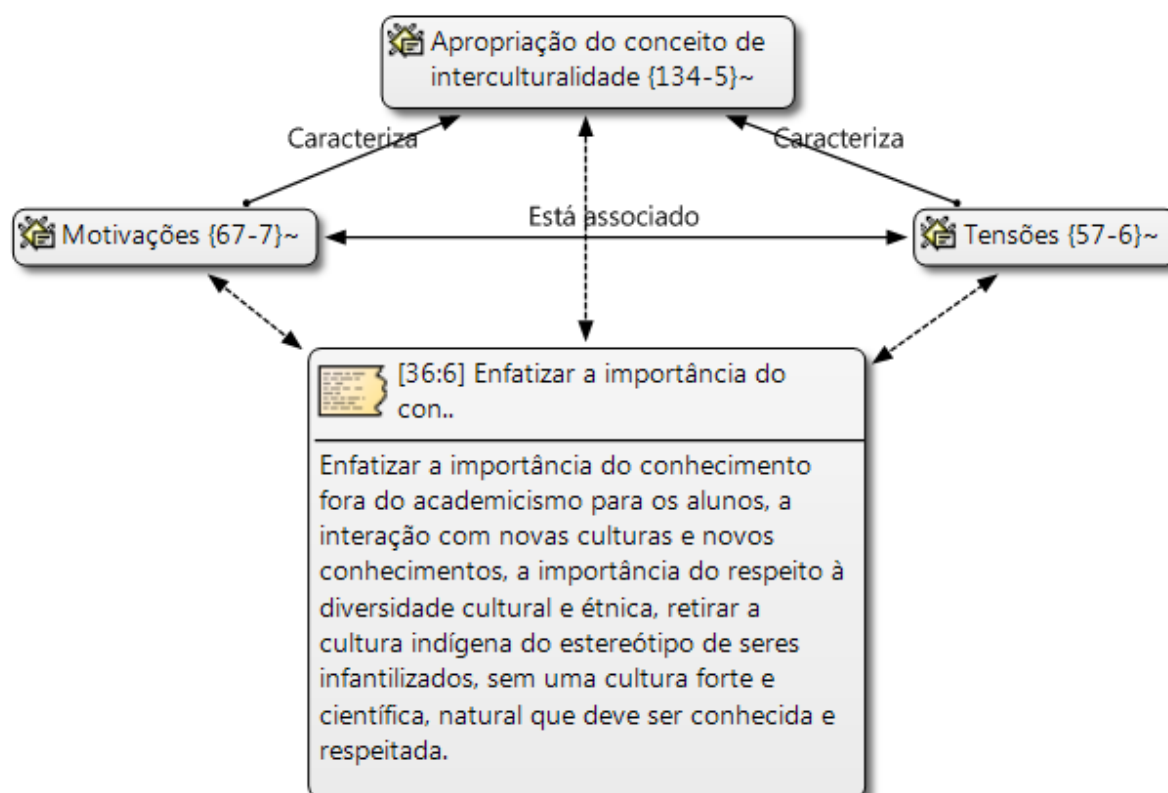 Apropriação do conceito de
interculturalidade {134-5}~
Caracteriza
Caracteriza
Está associado
Motivações {67-7}~
Tensões {57-6}~
[36:6] Enfatizar a importância do
con..
Enfatizar a importância do conhecimento
fora do academicismo para os alunos, a
interação com novas culturas e novos
conhecimentos, a importância do respeito à
diversidade cultural e étnica, retirar a
cultura indígena do estereótipo de seres
infantilizados, sem uma cultura forte e
científica, natural que deve ser conhecida e
respeitada.